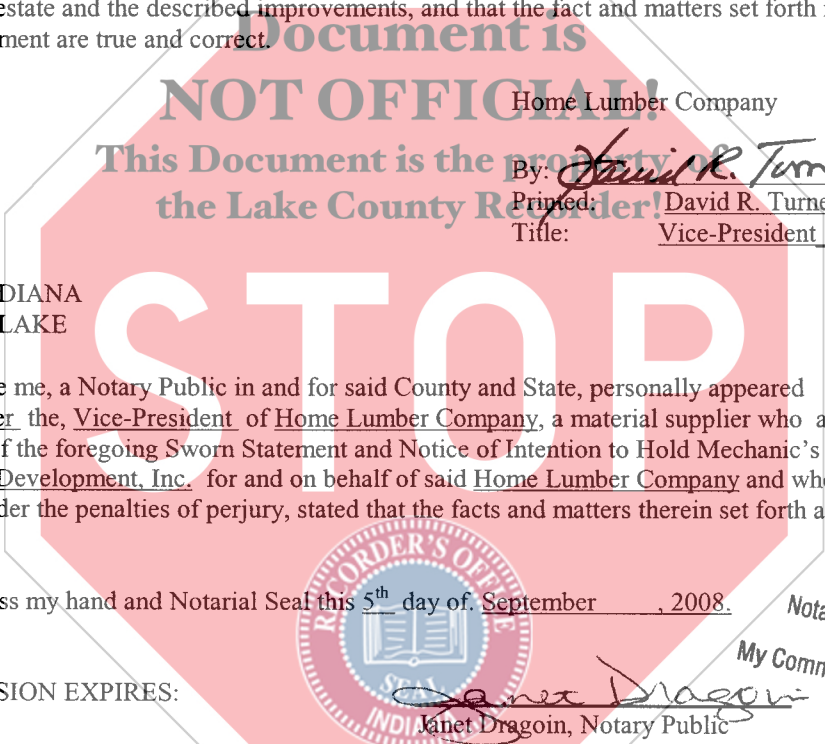 estate and the described improvements, and that the fact and matters set forth
ment are true and correct.
Document is
NOT OFFICIAL!
Home Lumber Company
This Document is the property of
By: David R. Turn
the Lake County Recorder!
Printed: David R. Turne
Title: Vice-President
DIANA
LAKE
STOP
e me, a Notary Public in and for said County and State, personally appeared
er the, Vice-President of Home Lumber Company, a material supplier who a
f the foregoing Sworn Statement and Notice of Intention to Hold Mechanic's
Development, Inc. for and on behalf of said Home Lumber Company and who
der the penalties of perjury, stated that the facts and matters therein set forth a
RECORDER'S OFFICE
ss my hand and Notarial Seal this 5th day of. September , 2008.
Nota
My Comm
SEAL
SION EXPIRES:
Janet Dragoin
INDIANA
Janet Dragoin, Notary Public